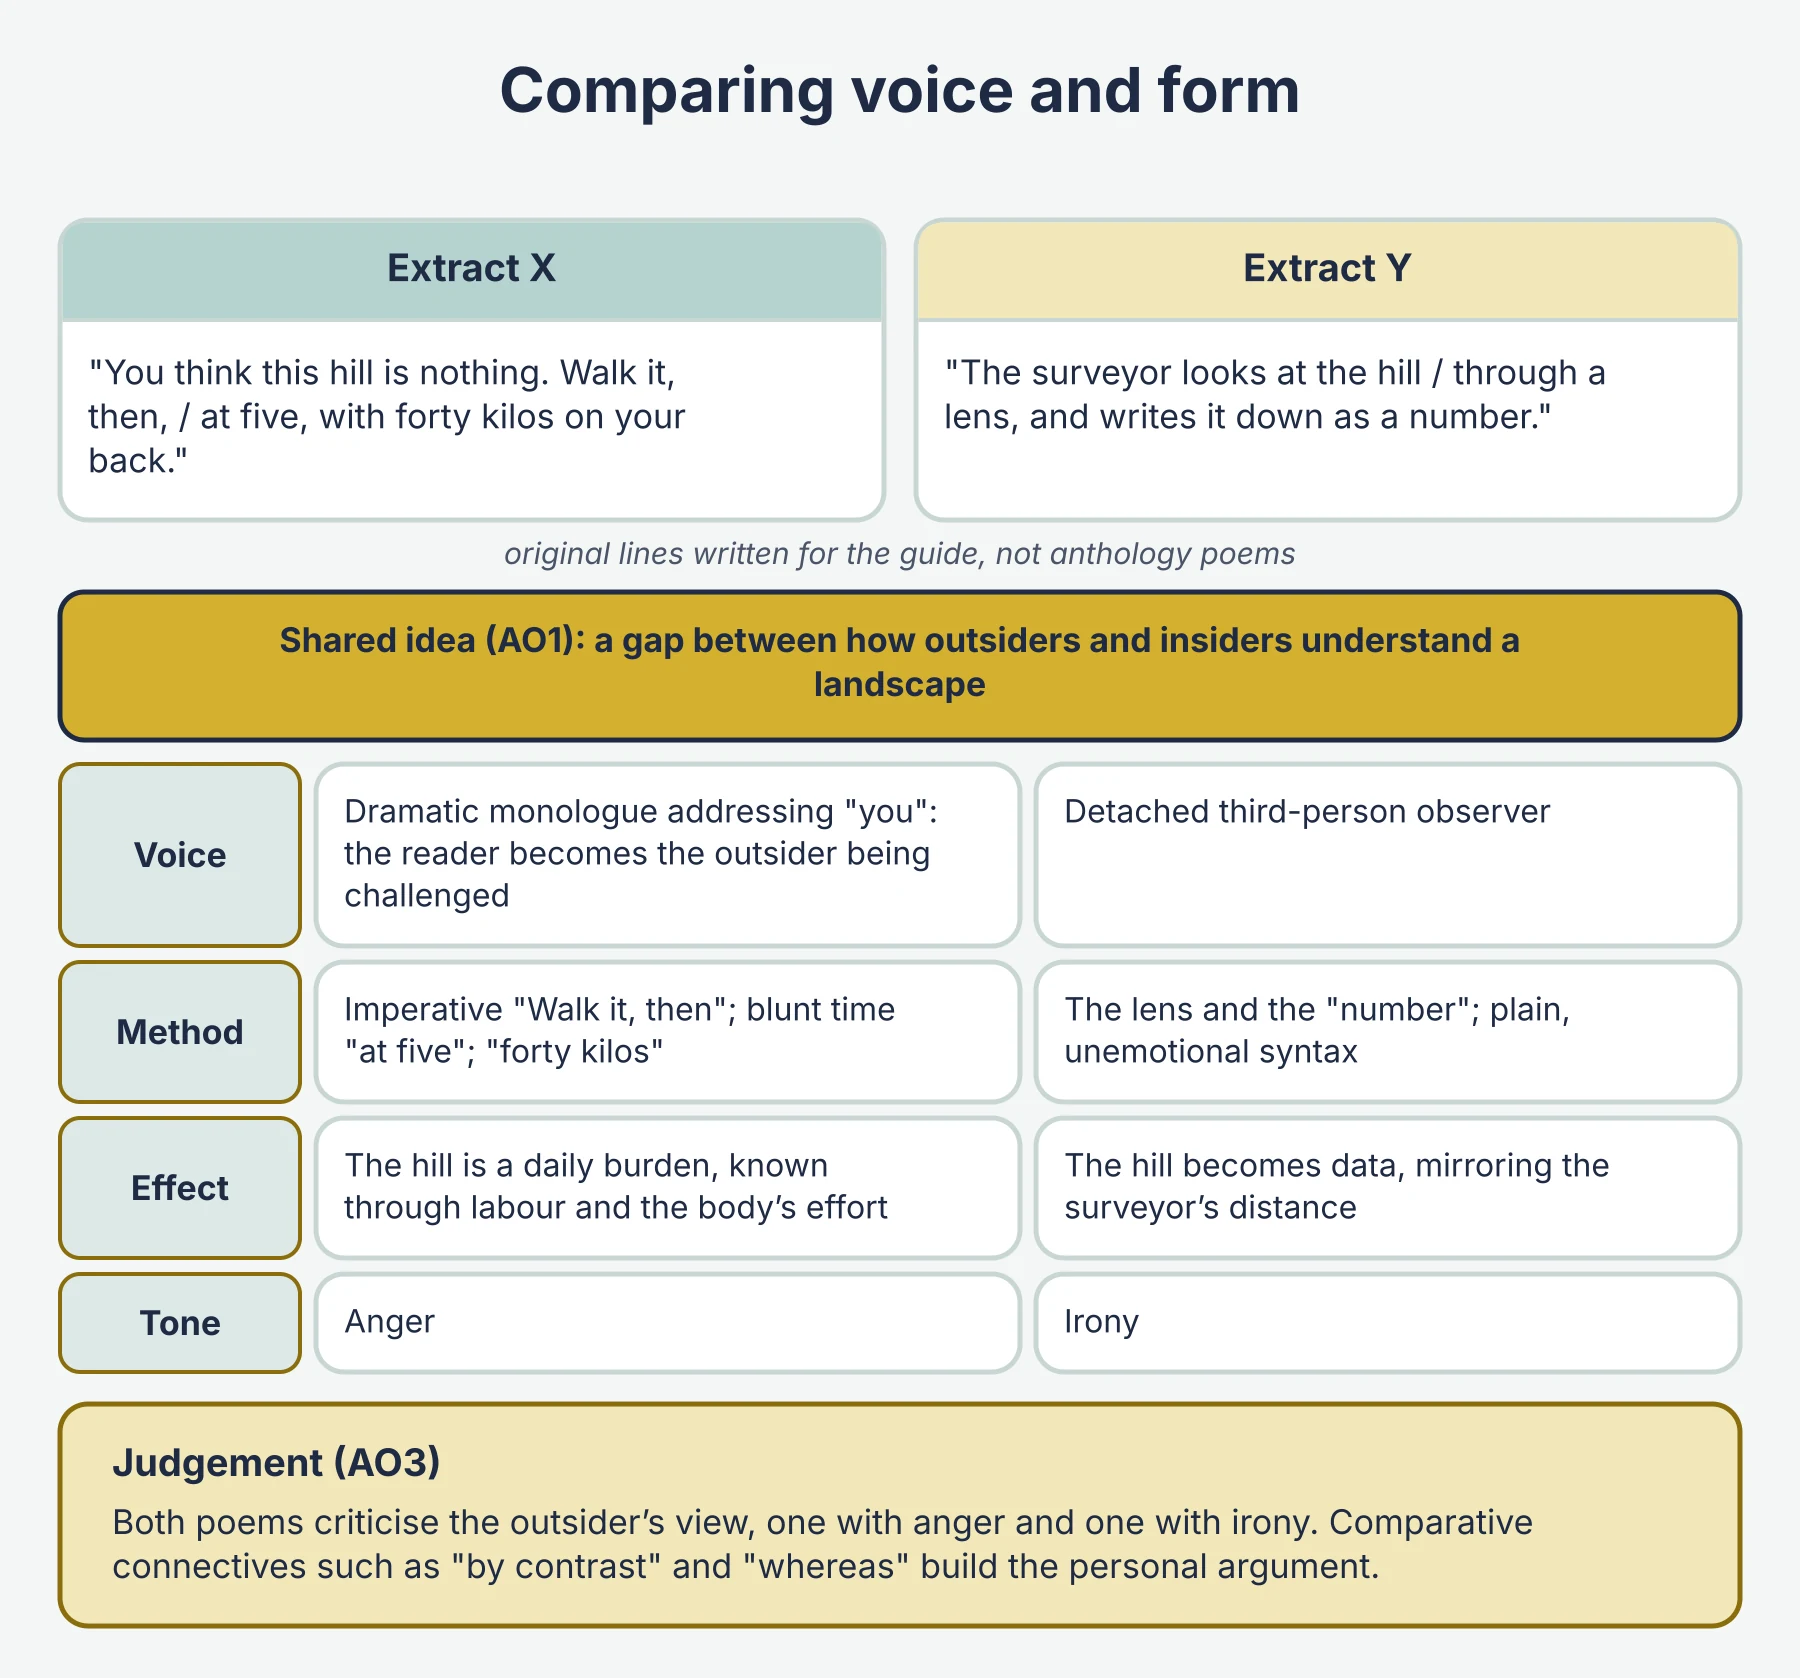 Comparing voice and form
Extract X
"You think this hill is nothing. Walk it,
then, / at five, with forty kilos on your
back."
Extract Y
"The surveyor looks at the hill / through a
lens, and writes it down as a number."
original lines written for the guide, not anthology poems
Shared idea (AO1): a gap between how outsiders and insiders understand a
landscape
Voice
Dramatic monologue addressing "you":
the reader becomes the outsider being
challenged
Detached third-person observer
Method
Imperative "Walk it, then"; blunt time
"at five"; "forty kilos"
The lens and the "number"; plain,
unemotional syntax
Effect
The hill is a daily burden, known
through labour and the body’s effort
The hill becomes data, mirroring the
surveyor’s distance
Tone
Anger
Irony
Judgement (AO3)
Both poems criticise the outsider’s view, one with anger and one with irony. Comparative
connectives such as "by contrast" and "whereas" build the personal argument.